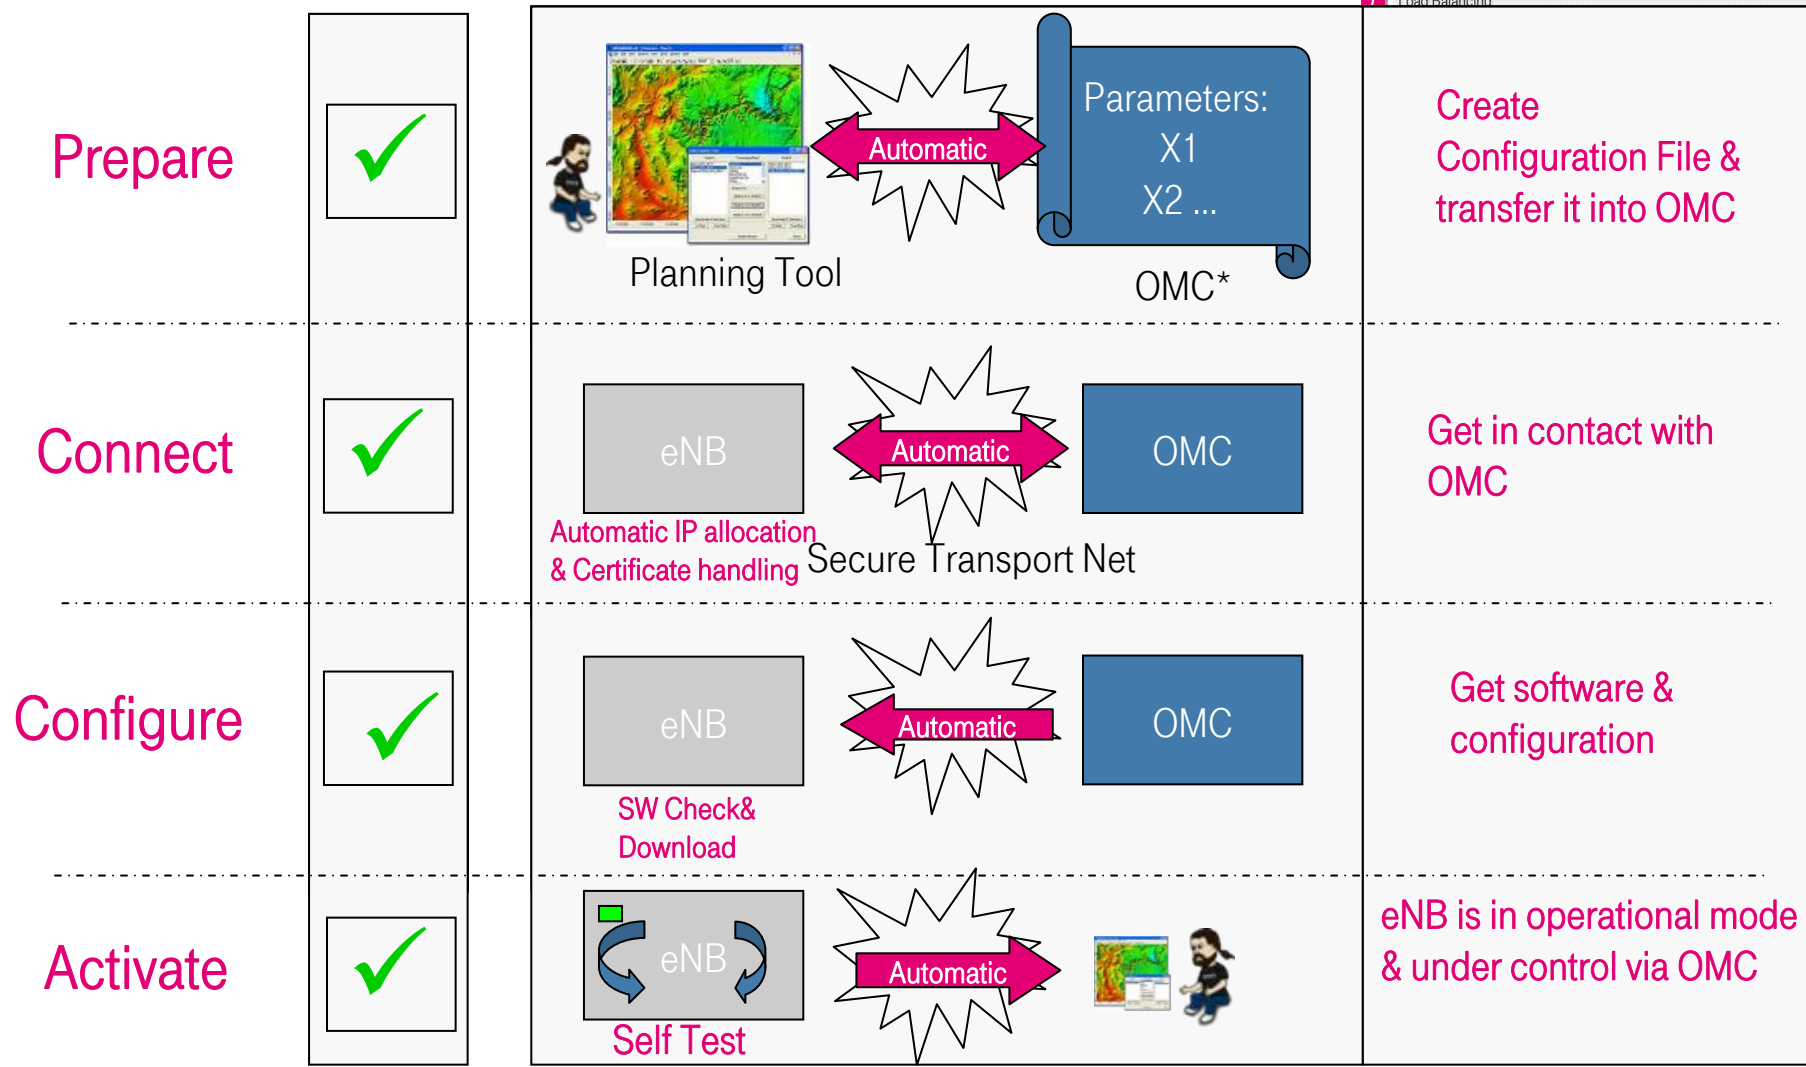 Load Balancing
Prepare
Automatic
Parameters:
X1
X2 ...
Planning Tool
OMC*
Create
Configuration File &
transfer it into OMC
Connect
eNB
Automatic
OMC
Automatic IP allocation
& Certificate handling
Secure Transport Net
Get in contact with
OMC
Configure
eNB
Automatic
OMC
SW Check&
Download
Get software &
configuration
Activate
eNB
Automatic
Self Test
eNB is in operational mode
& under control via OMC